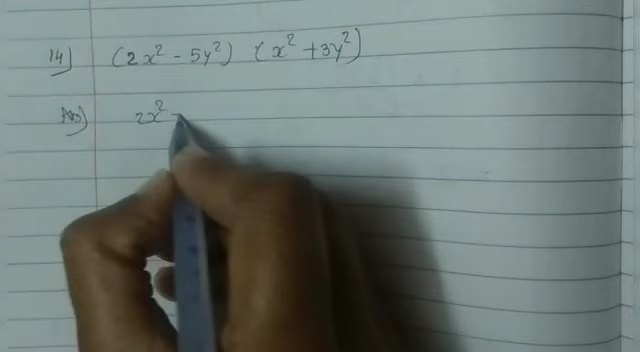 14) (2x² - 5y²) (x² + 3y²)
Ans) 2x²